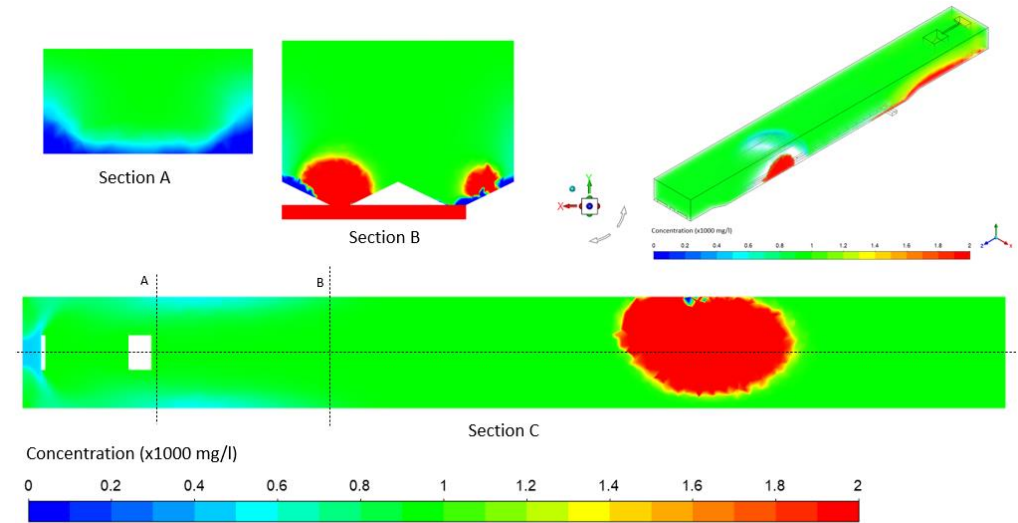 Section A
Section B
Y
X
Concentration (x1000 mg/l)
0 0.2 0.4 0.6 0.8 1 1.2 1.4 1.6 1.8 2
A
B
Section C
Concentration (x1000 mg/l)
0 0.2 0.4 0.6 0.8 1 1.2 1.4 1.6 1.8 2